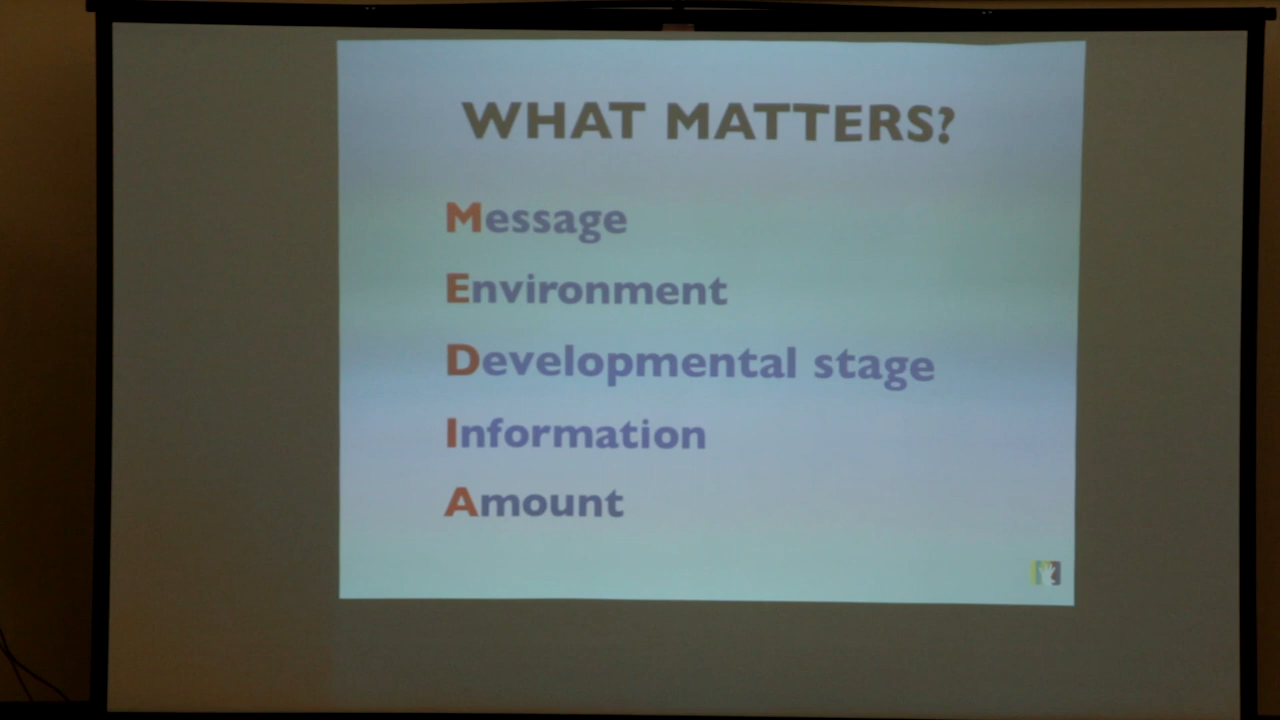 WHAT MATTERS?
Message
Environment
Developmental stage
Information
Amount